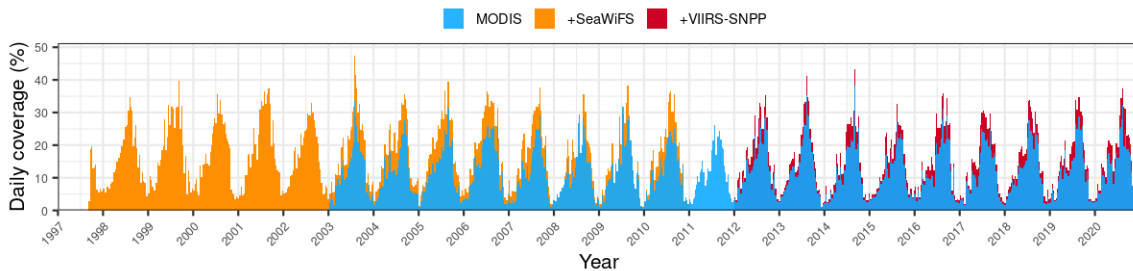 MODIS +SeaWiFS +VIIRS-SNPP
Daily coverage (%)
50
40
30
20
10
0
1997 1998 1999 2000 2001 2002 2003 2004 2005 2006 2007 2008 2009 2010 2011 2012 2013 2014 2015 2016 2017 2018 2019 2020
Year